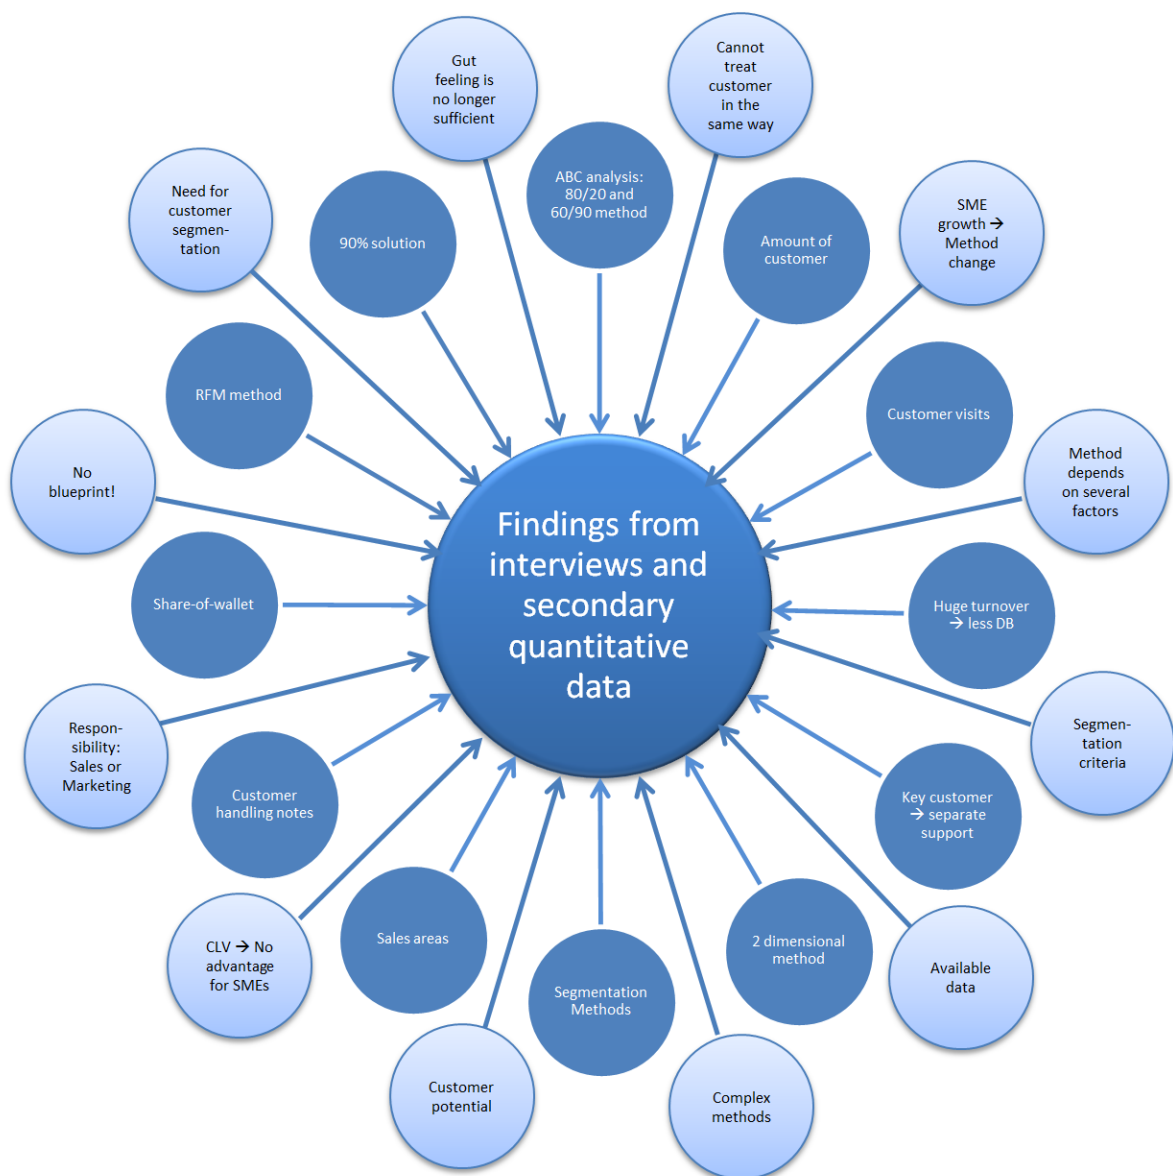 Gut
feeling is
no longer
sufficient
Cannot
treat
customer
in the
same way
Need for
customer
segmen-
tation
90% solution
ABC analysis:
80/20 and
60/90 method
Amount of
customer
SME
growth → Method
change
RFM method
Customer visits
No
blueprint!
Method
depends
on several
factors
Findings from
interviews and
secondary
quantitative
data
Share-of-wallet
Huge turnover
→ less DB
Respon-
sibility:
Sales or
Marketing
Segmen-
tation
criteria
Customer
handling notes
Key customer
→ separate
support
CLV → No
advantage
for SMEs
Sales areas
2 dimensional
method
Available
data
Segmentation
Methods
Customer
potential
Complex
methods